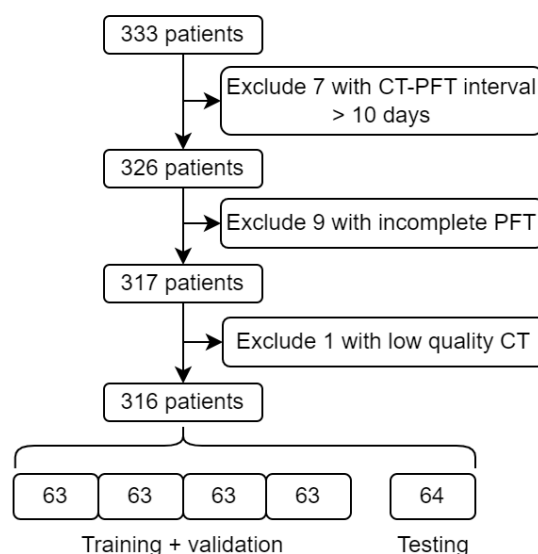 333 patients
Exclude 7 with CT-PFT interval
> 10 days
326 patients
Exclude 9 with incomplete PFT
317 patients
Exclude 1 with low quality CT
316 patients
63 63 63 63 64
Training + validation Testing